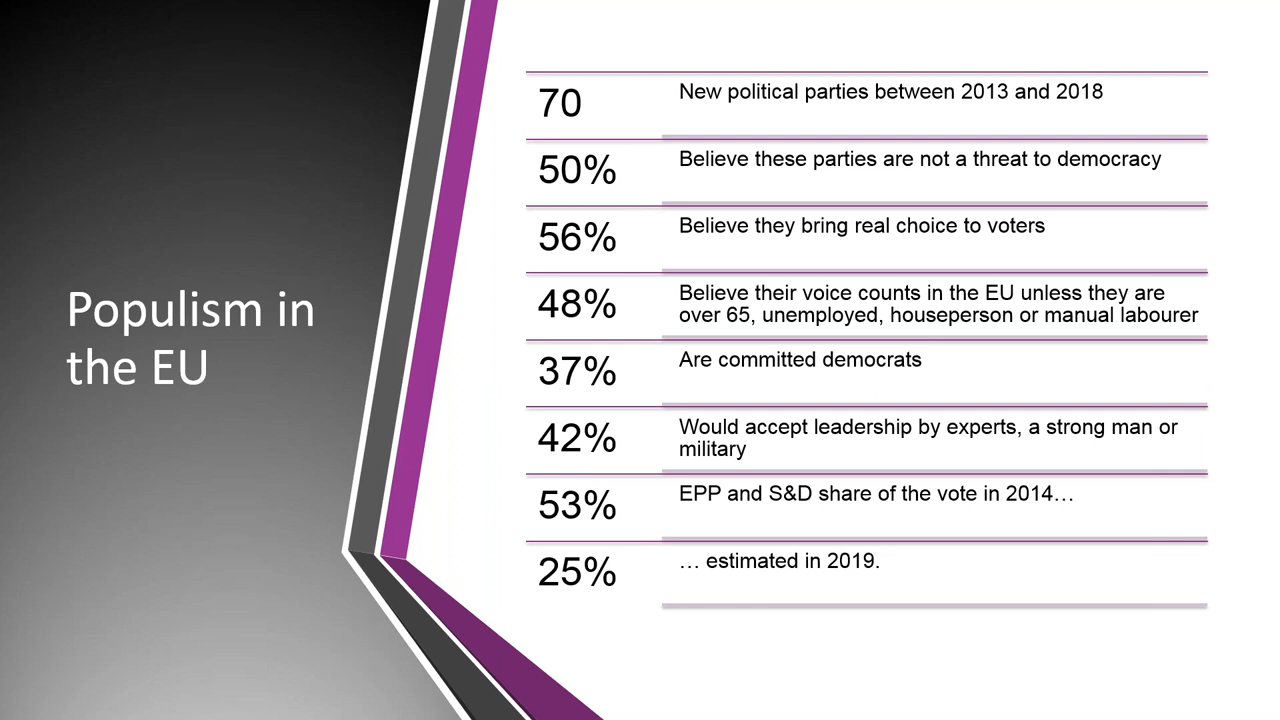 Populism in
the EU
70
New political parties between 2013 and 2018
50%
Believe these parties are not a threat to democracy
56%
Believe they bring real choice to voters
48%
Believe their voice counts in the EU unless they are
over 65, unemployed, houseperson or manual labourer
37%
Are committed democrats
42%
Would accept leadership by experts, a strong man or
military
53%
EPP and S&D share of the vote in 2014…
25%
… estimated in 2019.